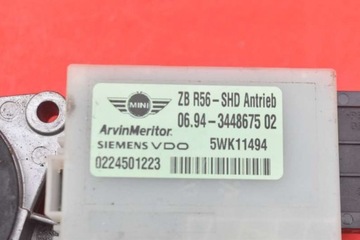 MINI
ZB R56-SHD Antrieb
06.94-3448675 02
ArvinMeritor
SIEMENS VDO 5WK11494
0224501223